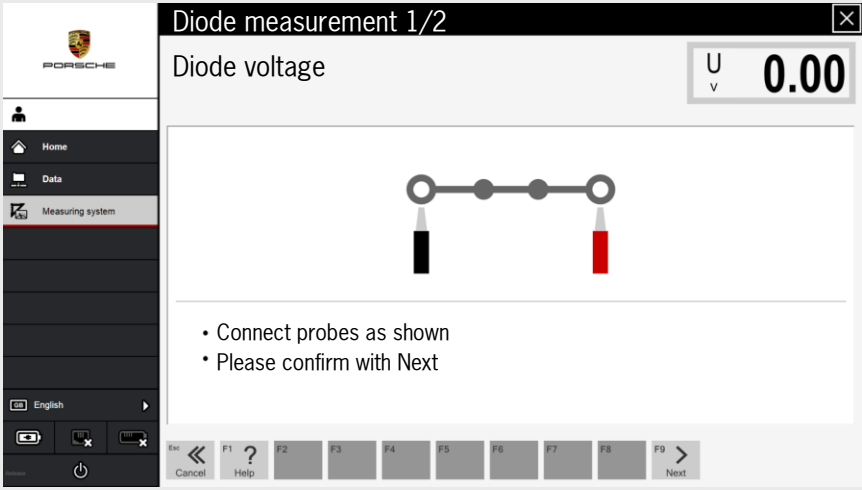 Diode measurement 1/2
PORSCHE
Diode voltage
U
V
0.00
Home
Data
Measuring system
• Connect probes as shown
• Please confirm with Next
GB English
Esc
Cancel
F1 ?
Help
F2
F3
F4
F5
F6
F7
F8
F9
Next